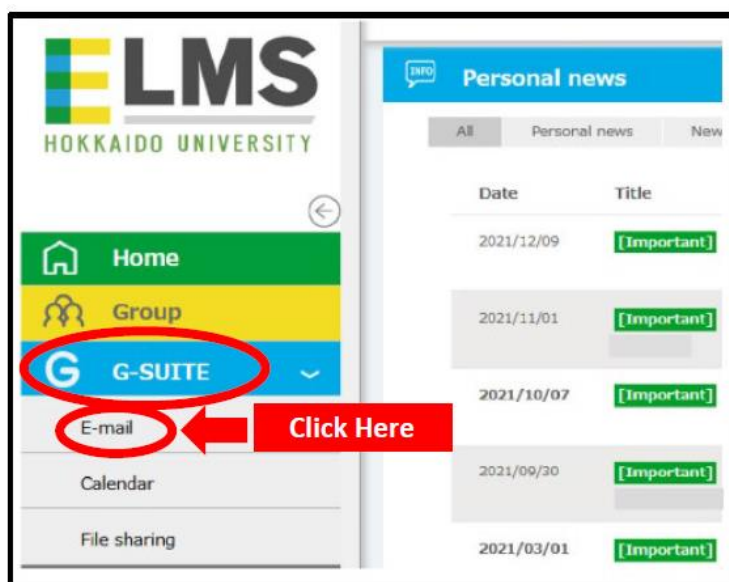 ELMS
HOKKAIDO UNIVERSITY
Home
Group
G G-SUITE
E-mail
Click Here
Calendar
File sharing
INFO Personal news
All Personal news New
Date Title
2021/12/09 [Important]
2021/11/01 [Important]
2021/10/07 [Important]
2021/09/30 [Important]
2021/03/01 [Important]